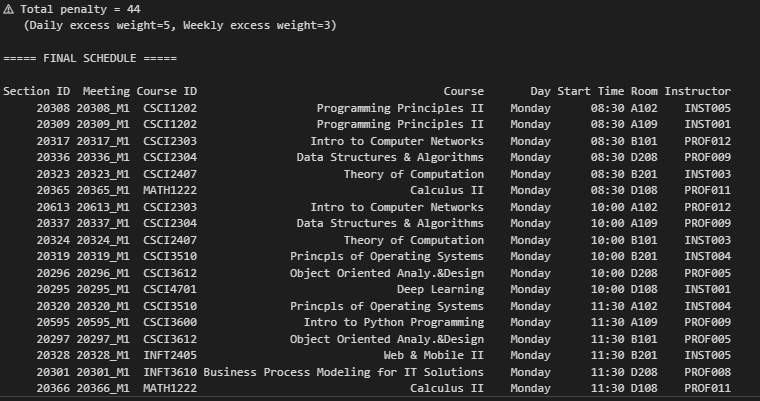 ⚠ Total penalty = 44
(Daily excess weight=5, Weekly excess weight=3)
===== FINAL SCHEDULE =====
Section ID Meeting Course ID Course Day Start Time Room Instructor
20308 20308_M1 CSCI1202 Programming Principles II Monday 08:30 A102 INST005
20309 20309_M1 CSCI1202 Programming Principles II Monday 08:30 A109 INST001
20317 20317_M1 CSCI2303 Intro to Computer Networks Monday 08:30 B101 PROF012
20336 20336_M1 CSCI2304 Data Structures & Algorithms Monday 08:30 D208 PROF009
20323 20323_M1 CSCI2407 Theory of Computation Monday 08:30 B201 INST003
20365 20365_M1 MATH1222 Calculus II Monday 08:30 D108 PROF011
20613 20613_M1 CSCI2303 Intro to Computer Networks Monday 10:00 A102 PROF012
20337 20337_M1 CSCI2304 Data Structures & Algorithms Monday 10:00 A109 PROF009
20324 20324_M1 CSCI2407 Theory of Computation Monday 10:00 B101 INST003
20319 20319_M1 CSCI3510 Princpls of Operating Systems Monday 10:00 B201 INST004
20296 20296_M1 CSCI3612 Object Oriented Analy.&Design Monday 10:00 D208 PROF005
20295 20295_M1 CSCI4701 Deep Learning Monday 10:00 D108 INST001
20320 20320_M1 CSCI3510 Princpls of Operating Systems Monday 11:30 A102 INST004
20595 20595_M1 CSCI3600 Intro to Python Programming Monday 11:30 A109 PROF009
20297 20297_M1 CSCI3612 Object Oriented Analy.&Design Monday 11:30 B101 PROF005
20328 20328_M1 INFT2405 Web & Mobile II Monday 11:30 B201 INST005
20301 20301_M1 INFT3610 Business Process Modeling for IT Solutions Monday 11:30 D208 PROF008
20366 20366_M1 MATH1222 Calculus II Monday 11:30 D108 PROF011